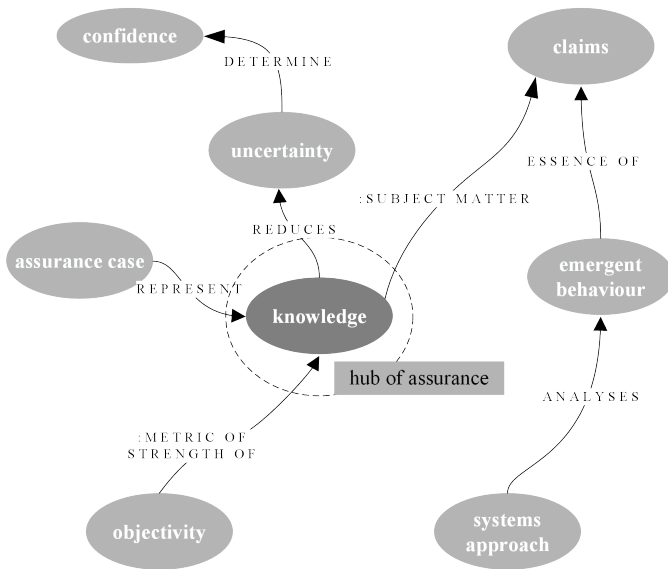 confidence
claims
DETERMINE
uncertainty
ESSENCE OF
:SUBJECT MATTER
REDUCES
assurance case
emergent
behaviour
REPRESENT
knowledge
hub of assurance
ANALYSES
:METRIC OF
STRENGTH OF
objectivity
systems
approach